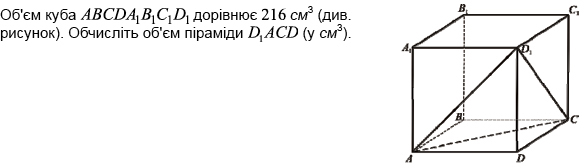 Об'єм куба ABCDA₁B₁C₁D₁ дорівнює 216 см³ (див.
рисунок). Обчисліть об'єм піраміди D₁ACD (у см³).
B₁
C₁
A₁
D₁
B
C
A
D